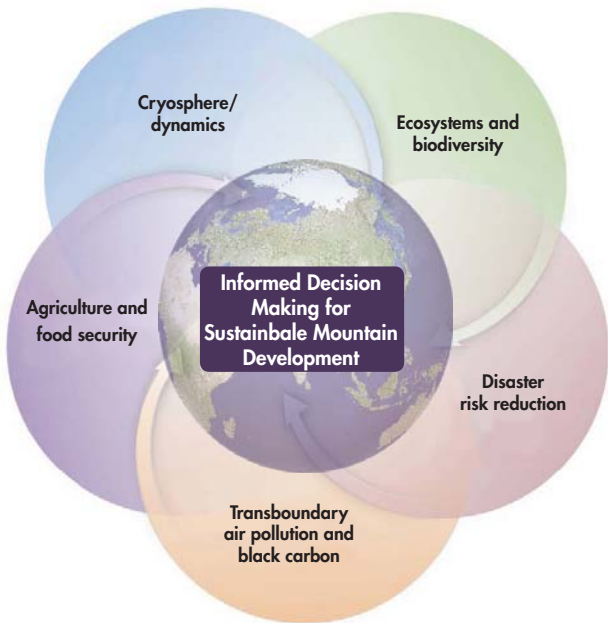 Cryosphere/
dynamics
Ecosystems and
biodiversity
Informed Decision
Making for
Sustainbale Mountain
Development
Agriculture and
food security
Disaster
risk reduction
Transboundary
air pollution and
black carbon